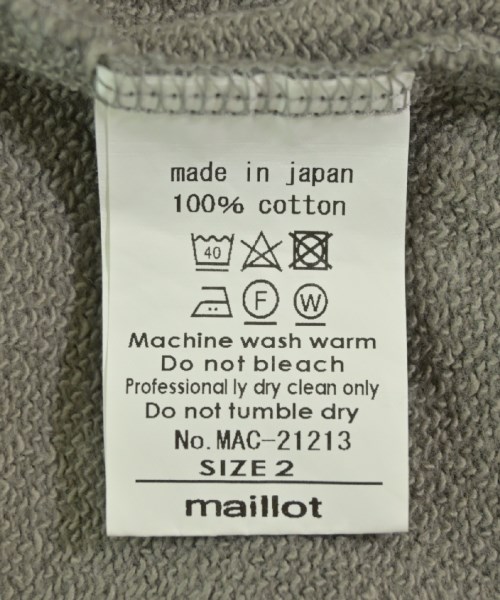 made in japan
100% cotton
40
F W
Machine wash warm
Do not bleach
Professional ly dry clean only
Do not tumble dry
No.MAC-21213
SIZE 2
maillot